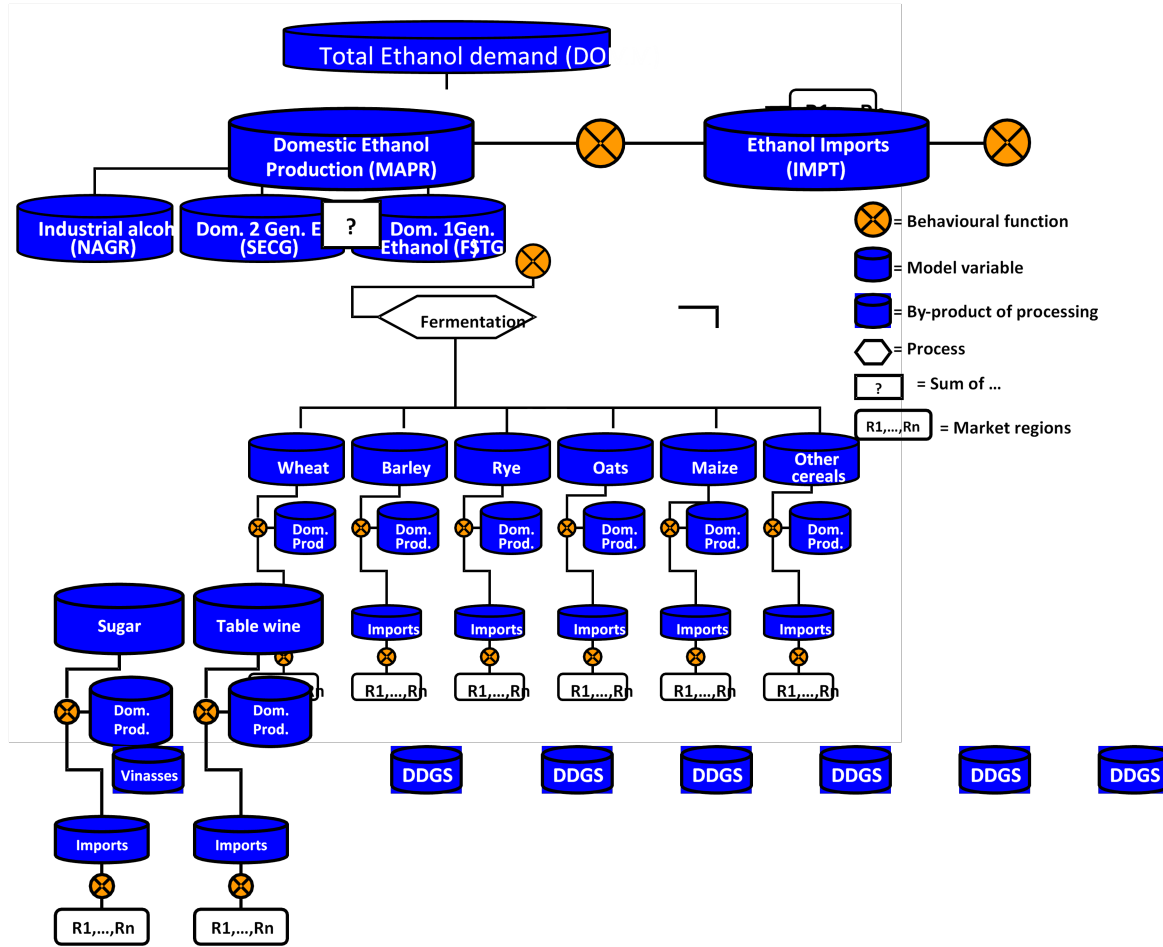 Total Ethanol demand (DO
R1,…,Rn
Domestic Ethanol
Production (MAPR)
Ethanol Imports
(IMPT)
Industrial alcoh
(NAGR)
Dom. 2 Gen. E
(SECG)
?
Dom. 1Gen.
Ethanol (FSTG
= Behavioural function
= Model variable
= By-product of processing
= Process
?
= Sum of …
R1,…,Rn
= Market regions
Fermentation
Wheat
Barley
Rye
Oats
Maize
Other
cereals
Dom.
Prod
Dom.
Prod.
Dom.
Prod.
Dom.
Prod.
Dom.
Prod.
Dom.
Prod.
Sugar
Table wine
Imports
Imports
Imports
Imports
Imports
Rn
R1,…,Rn
R1,…,Rn
R1,…,Rn
R1,…,Rn
R1,…,Rn
Dom.
Prod.
Dom.
Prod.
Vinasses
DDGS
DDGS
DDGS
DDGS
DDGS
DDGS
Imports
Imports
R1,…,Rn
R1,…,Rn